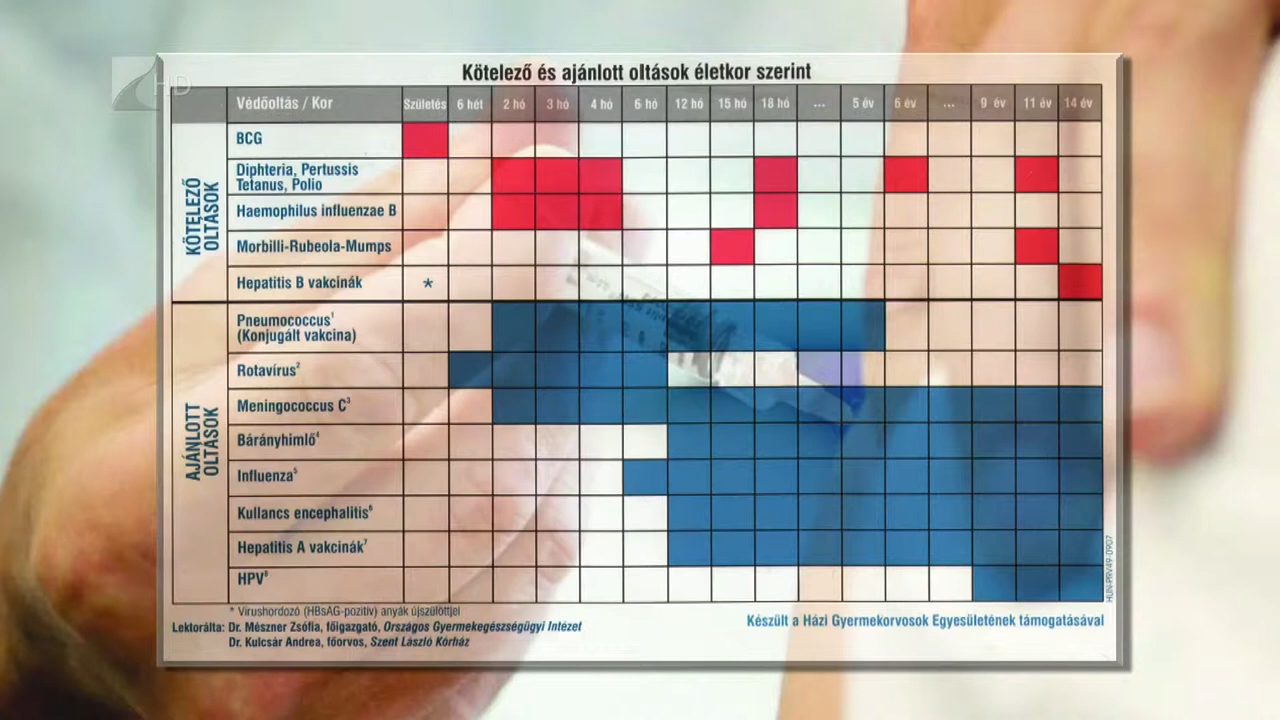 HD
Kötelező és ajánlott oltások életkor szerint
Védőoltás / Kor Születés 6 hét 2 hó 3 hó 4 hó 6 hó 12 hó 15 hó 18 hó ... 5 év 6 év ... 9 év 11 év 14 év
KÖTELEZŐ
OLTÁSOK
BCG
Diphteria, Pertussis
Tetanus, Polio
Haemophilus influenzae B
Morbilli-Rubeola-Mumps
Hepatitis B vakcinák *
AJÁNLOTT
OLTÁSOK
Pneumococcus¹
(Konjugált vakcina)
Rotavírus²
Meningococcus C³
Bárányhimlő⁴
Influenza⁵
Kullancs encephalitis⁶
Hepatitis A vakcinák⁷
HPV⁸
HUN-PRV49-0907
* Vírushordozó (HBsAG-pozitív) anyák újszülöttjei
Lektorálta: Dr. Mészner Zsófia, főigazgató, Országos Gyermekegészségügyi Intézet
Dr. Kulcsár Andrea, főorvos, Szent László Kórház
Készült a Házi Gyermekorvosok Egyesületének támogatásával